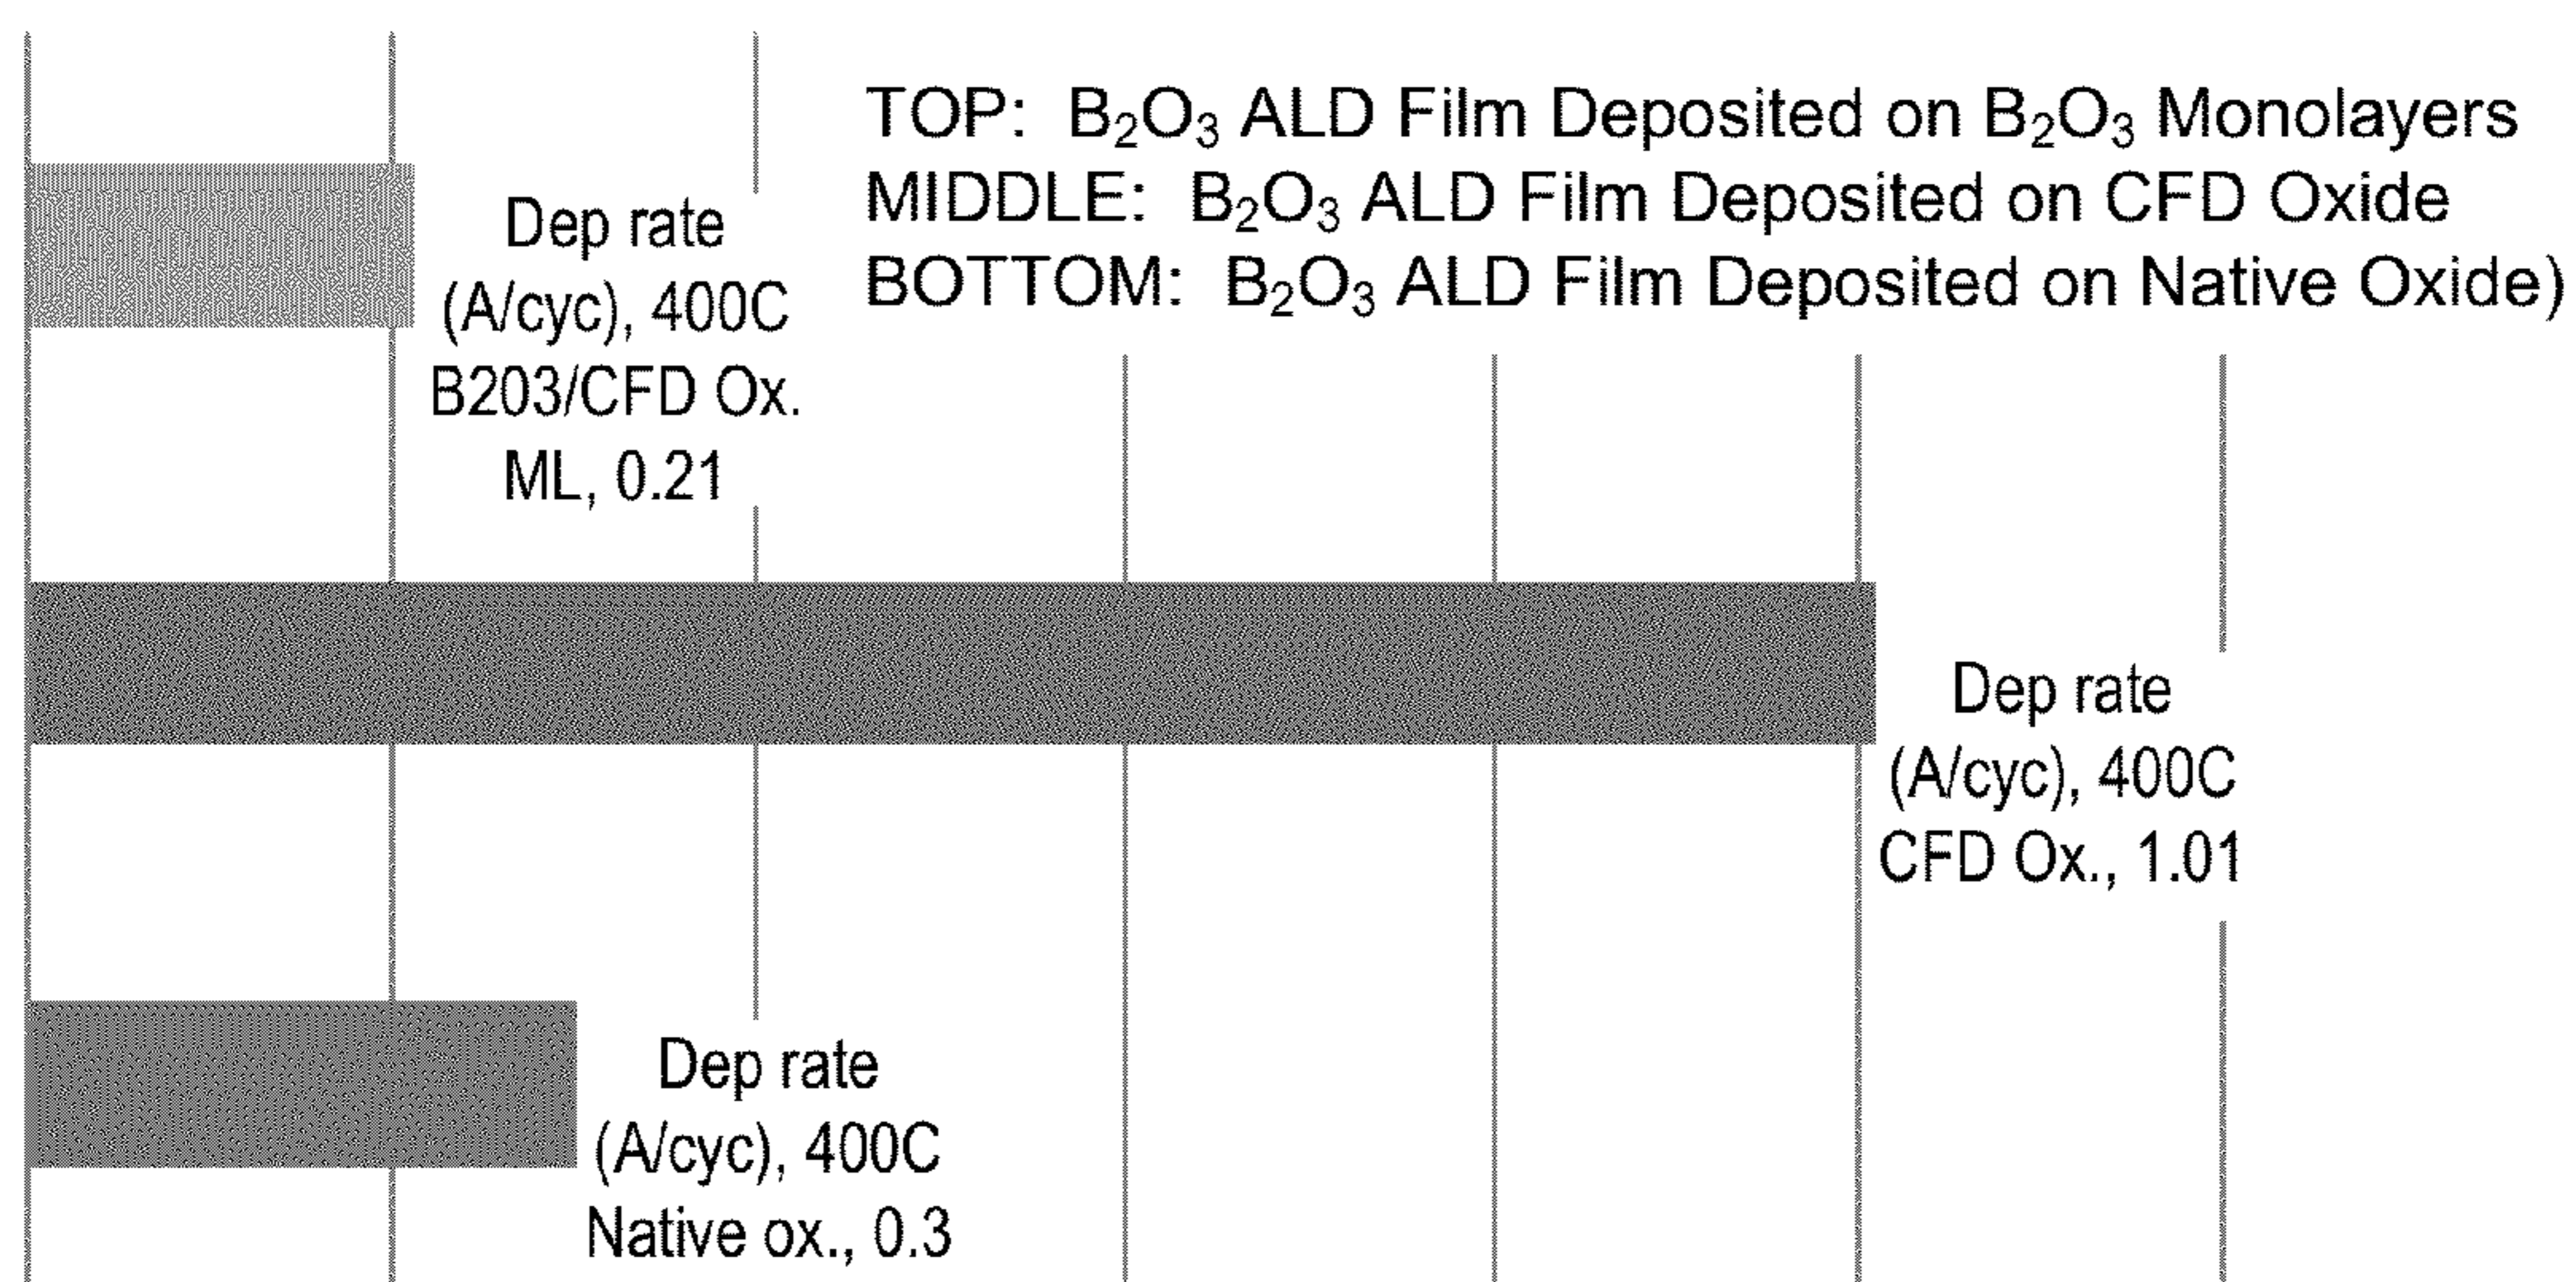 TOP: B₂O₃ ALD Film Deposited on B₂O₃ Monolayers
MIDDLE: B₂O₃ ALD Film Deposited on CFD Oxide
BOTTOM: B₂O₃ ALD Film Deposited on Native Oxide)
Dep rate
(A/cyc), 400C
B203/CFD Ox.
ML, 0.21
Dep rate
(A/cyc), 400C
CFD Ox., 1.01
Dep rate
(A/cyc), 400C
Native ox., 0.3